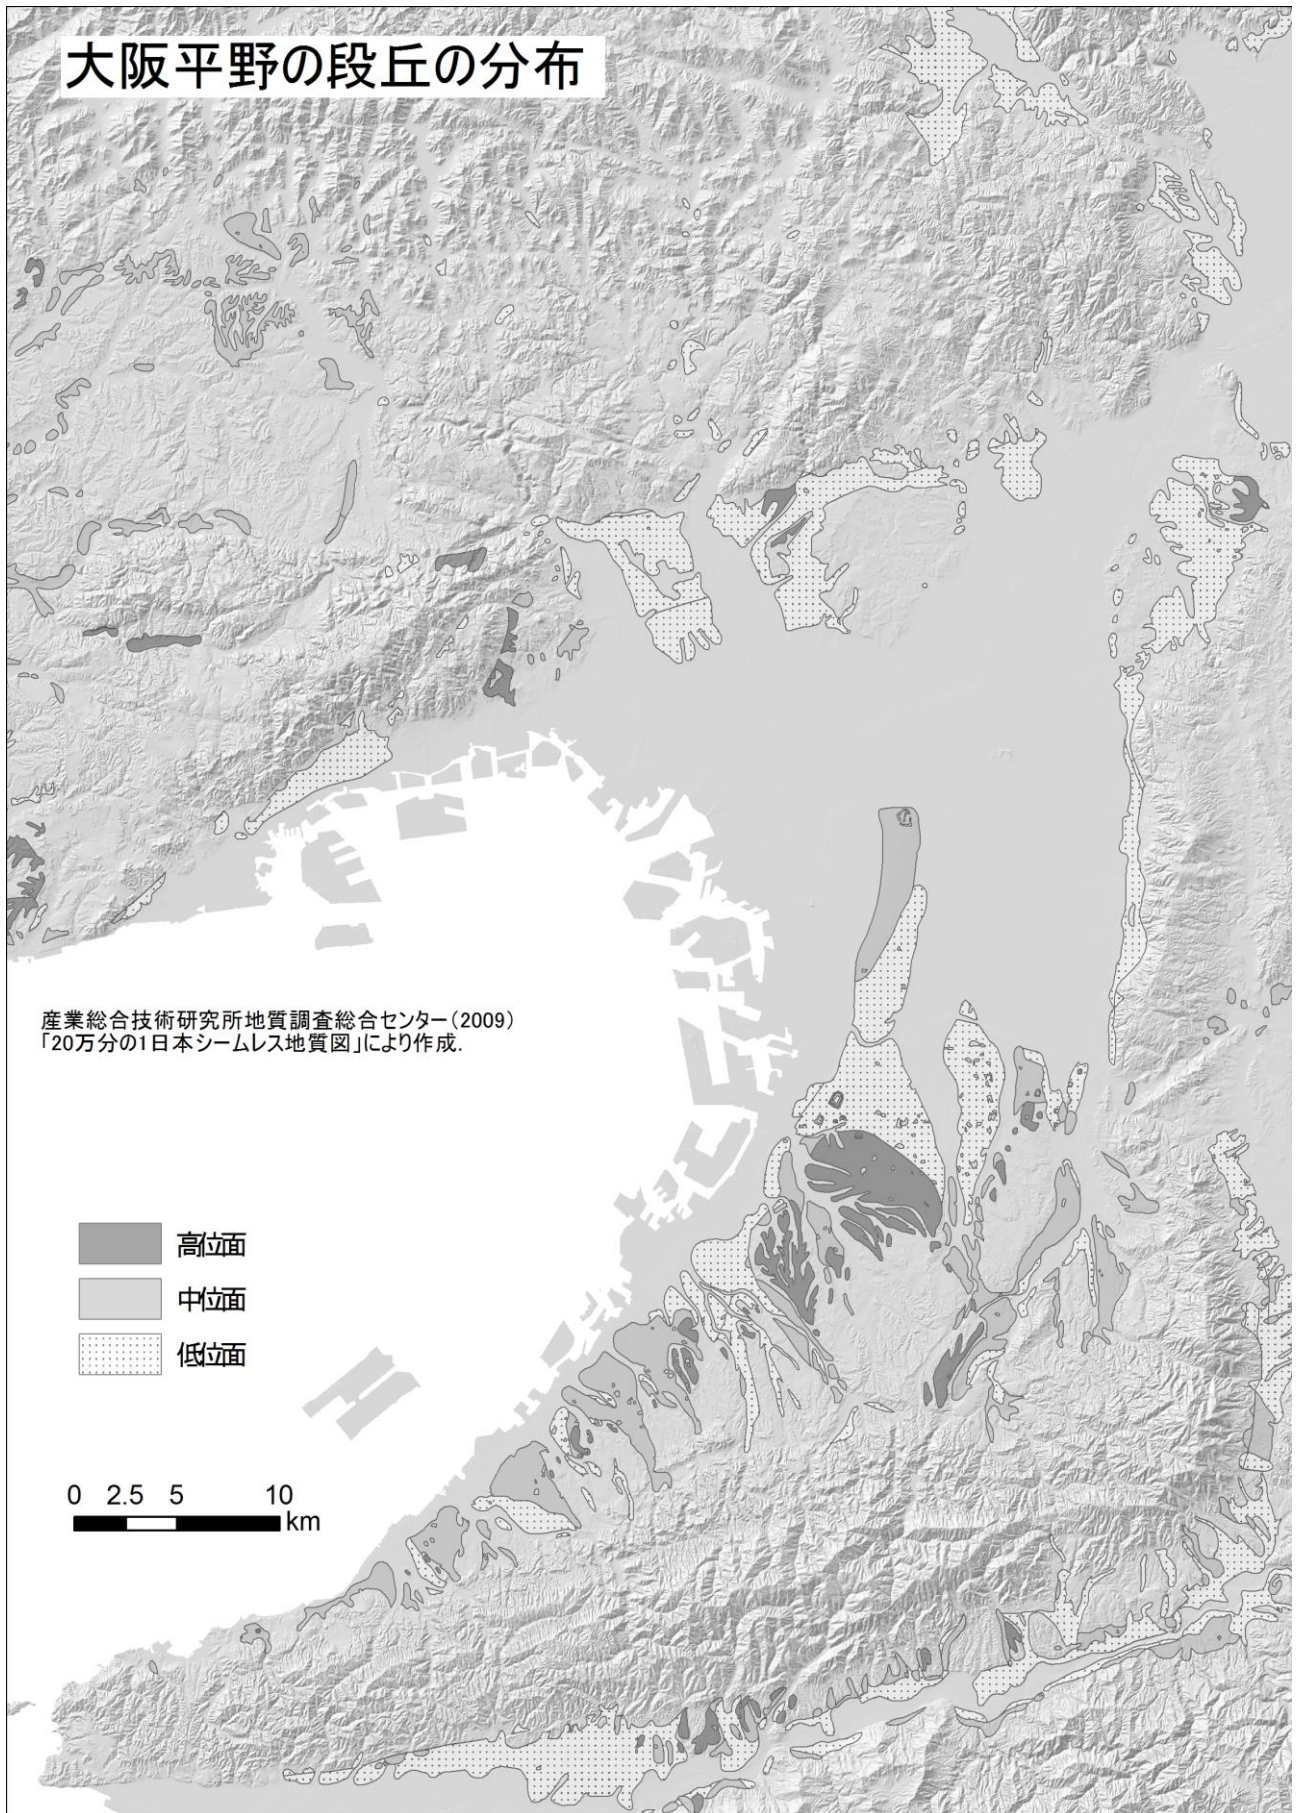 大阪平野の段丘の分布
産業総合技術研究所地質調査総合センター(2009)
「20万分の1日本シームレス地質図」により作成.
高位面
中位面
低位面
0 2.5 5 10
km